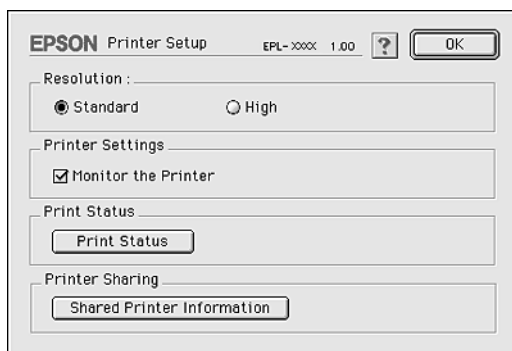 EPSON Printer Setup EPL-XXXX 1.00 ? OK
Resolution :
Standard High
Printer Settings
Monitor the Printer
Print Status
Print Status
Printer Sharing
Shared Printer Information